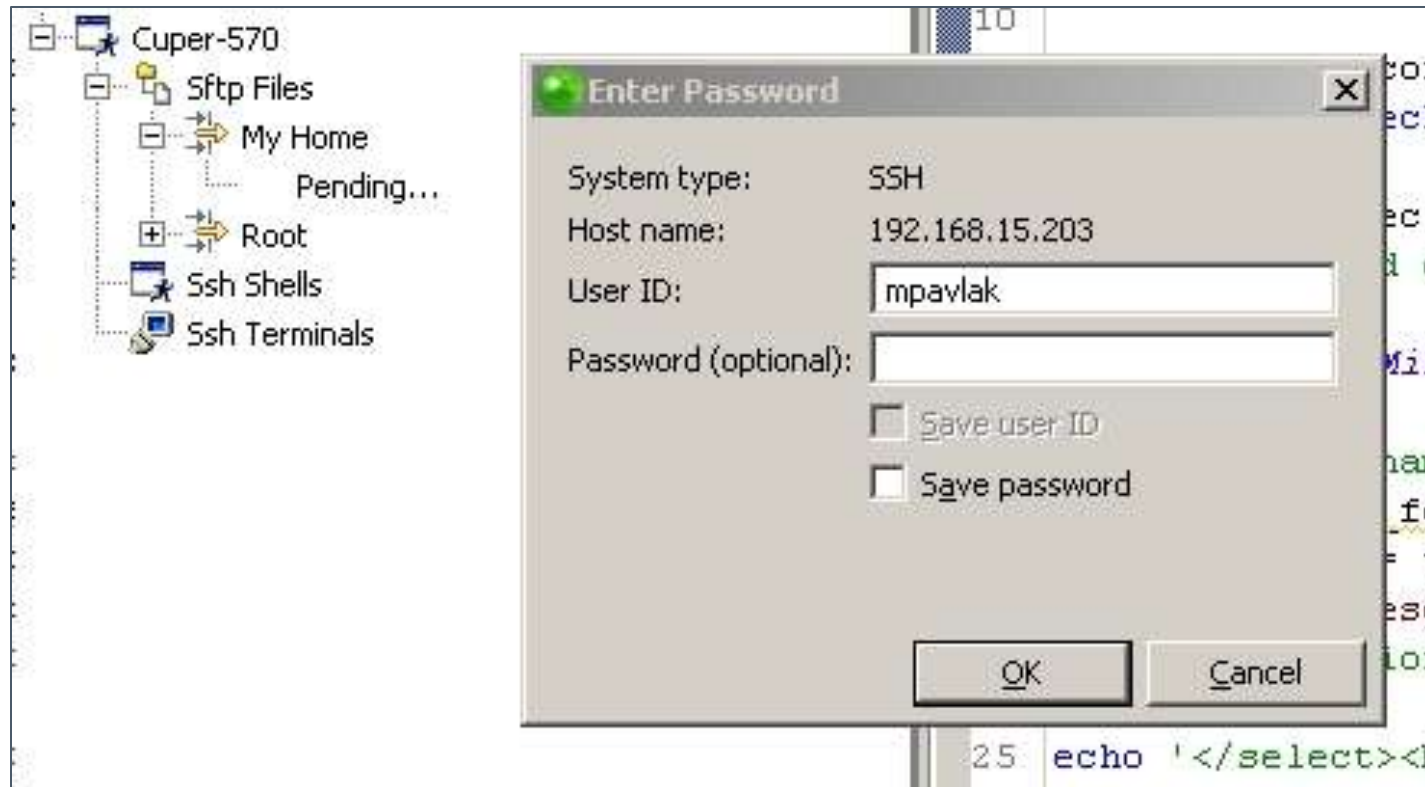 Cuper-570
Sftp Files
My Home
Pending...
Root
Ssh Shells
Ssh Terminals
10
Enter Password
System type: SSH
Host name: 192.168.15.203
User ID: mpavlak
Password (optional):
Save user ID
Save password
OK Cancel
25 echo '</select><